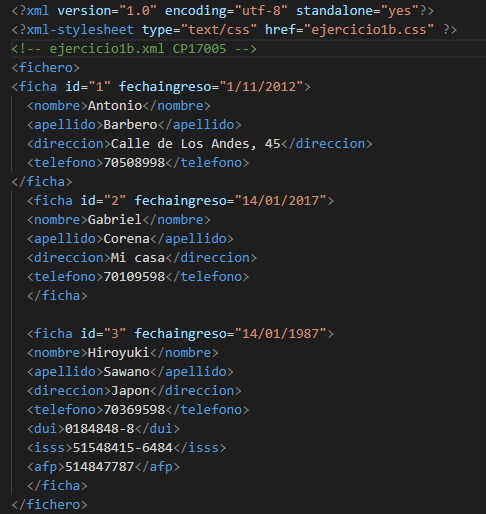 <?xml version="1.0" encoding="utf-8" standalone="yes"?>
<?xml-stylesheet type="text/css" href="ejercicio1b.css" ?>
<!-- ejercicio1b.xml CP17005 -->
<fichero>
<ficha id="1" fechaingreso="1/11/2012">
  <nombre>Antonio</nombre>
  <apellido>Barbero</apellido>
  <direccion>Calle de Los Andes, 45</direccion>
  <telefono>70508998</telefono>
</ficha>
  <ficha id="2" fechaingreso="14/01/2017">
  <nombre>Gabriel</nombre>
  <apellido>Corena</apellido>
  <direccion>Mi casa</direccion>
  <telefono>70109598</telefono>
  </ficha>

  <ficha id="3" fechaingreso="14/01/1987">
  <nombre>Hiroyuki</nombre>
  <apellido>Sawano</apellido>
  <direccion>Japon</direccion>
  <telefono>70369598</telefono>
  <dui>0184848-8</dui>
  <isss>51548415-6484</isss>
  <afp>514847787</afp>
  </ficha>
</fichero>